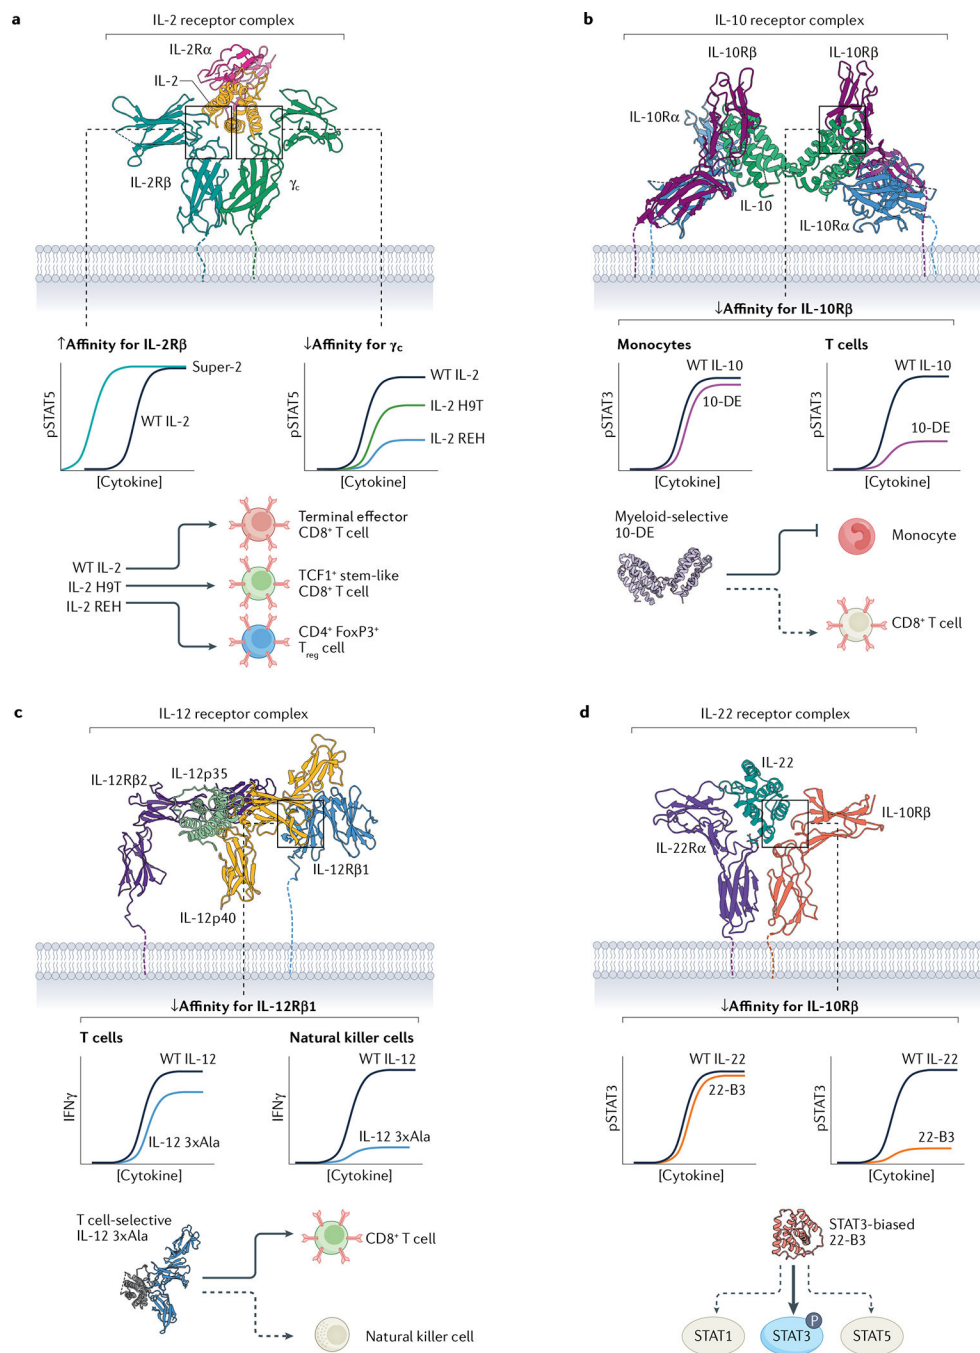 a
IL-2 receptor complex
IL-2Rα
IL-2
IL-2Rβ
γc
↑Affinity for IL-2Rβ
pSTAT5
Super-2
WT IL-2
[Cytokine]
↓Affinity for γc
pSTAT5
WT IL-2
IL-2 H9T
IL-2 REH
[Cytokine]
WT IL-2
IL-2 H9T
IL-2 REH
Terminal effector
CD8⁺ T cell
TCF1⁺ stem-like
CD8⁺ T cell
CD4⁺ FoxP3⁺
Treg cell
b
IL-10 receptor complex
IL-10Rβ
IL-10Rβ
IL-10Rα
IL-10
IL-10Rα
↓Affinity for IL-10Rβ
Monocytes
pSTAT3
WT IL-10
10-DE
[Cytokine]
T cells
pSTAT3
WT IL-10
10-DE
[Cytokine]
Myeloid-selective
10-DE
Monocyte
CD8⁺ T cell
c
IL-12 receptor complex
IL-12Rβ2
IL-12p35
IL-12Rβ1
IL-12p40
↓Affinity for IL-12Rβ1
T cells
IFNγ
WT IL-12
IL-12 3xAla
[Cytokine]
Natural killer cells
IFNγ
WT IL-12
IL-12 3xAla
[Cytokine]
T cell-selective
IL-12 3xAla
CD8⁺ T cell
Natural killer cell
d
IL-22 receptor complex
IL-22
IL-10Rβ
IL-22Rα
↓Affinity for IL-10Rβ
pSTAT3
WT IL-22
22-B3
[Cytokine]
pSTAT3
WT IL-22
22-B3
[Cytokine]
STAT3-biased
22-B3
P
STAT1
STAT3
STAT5